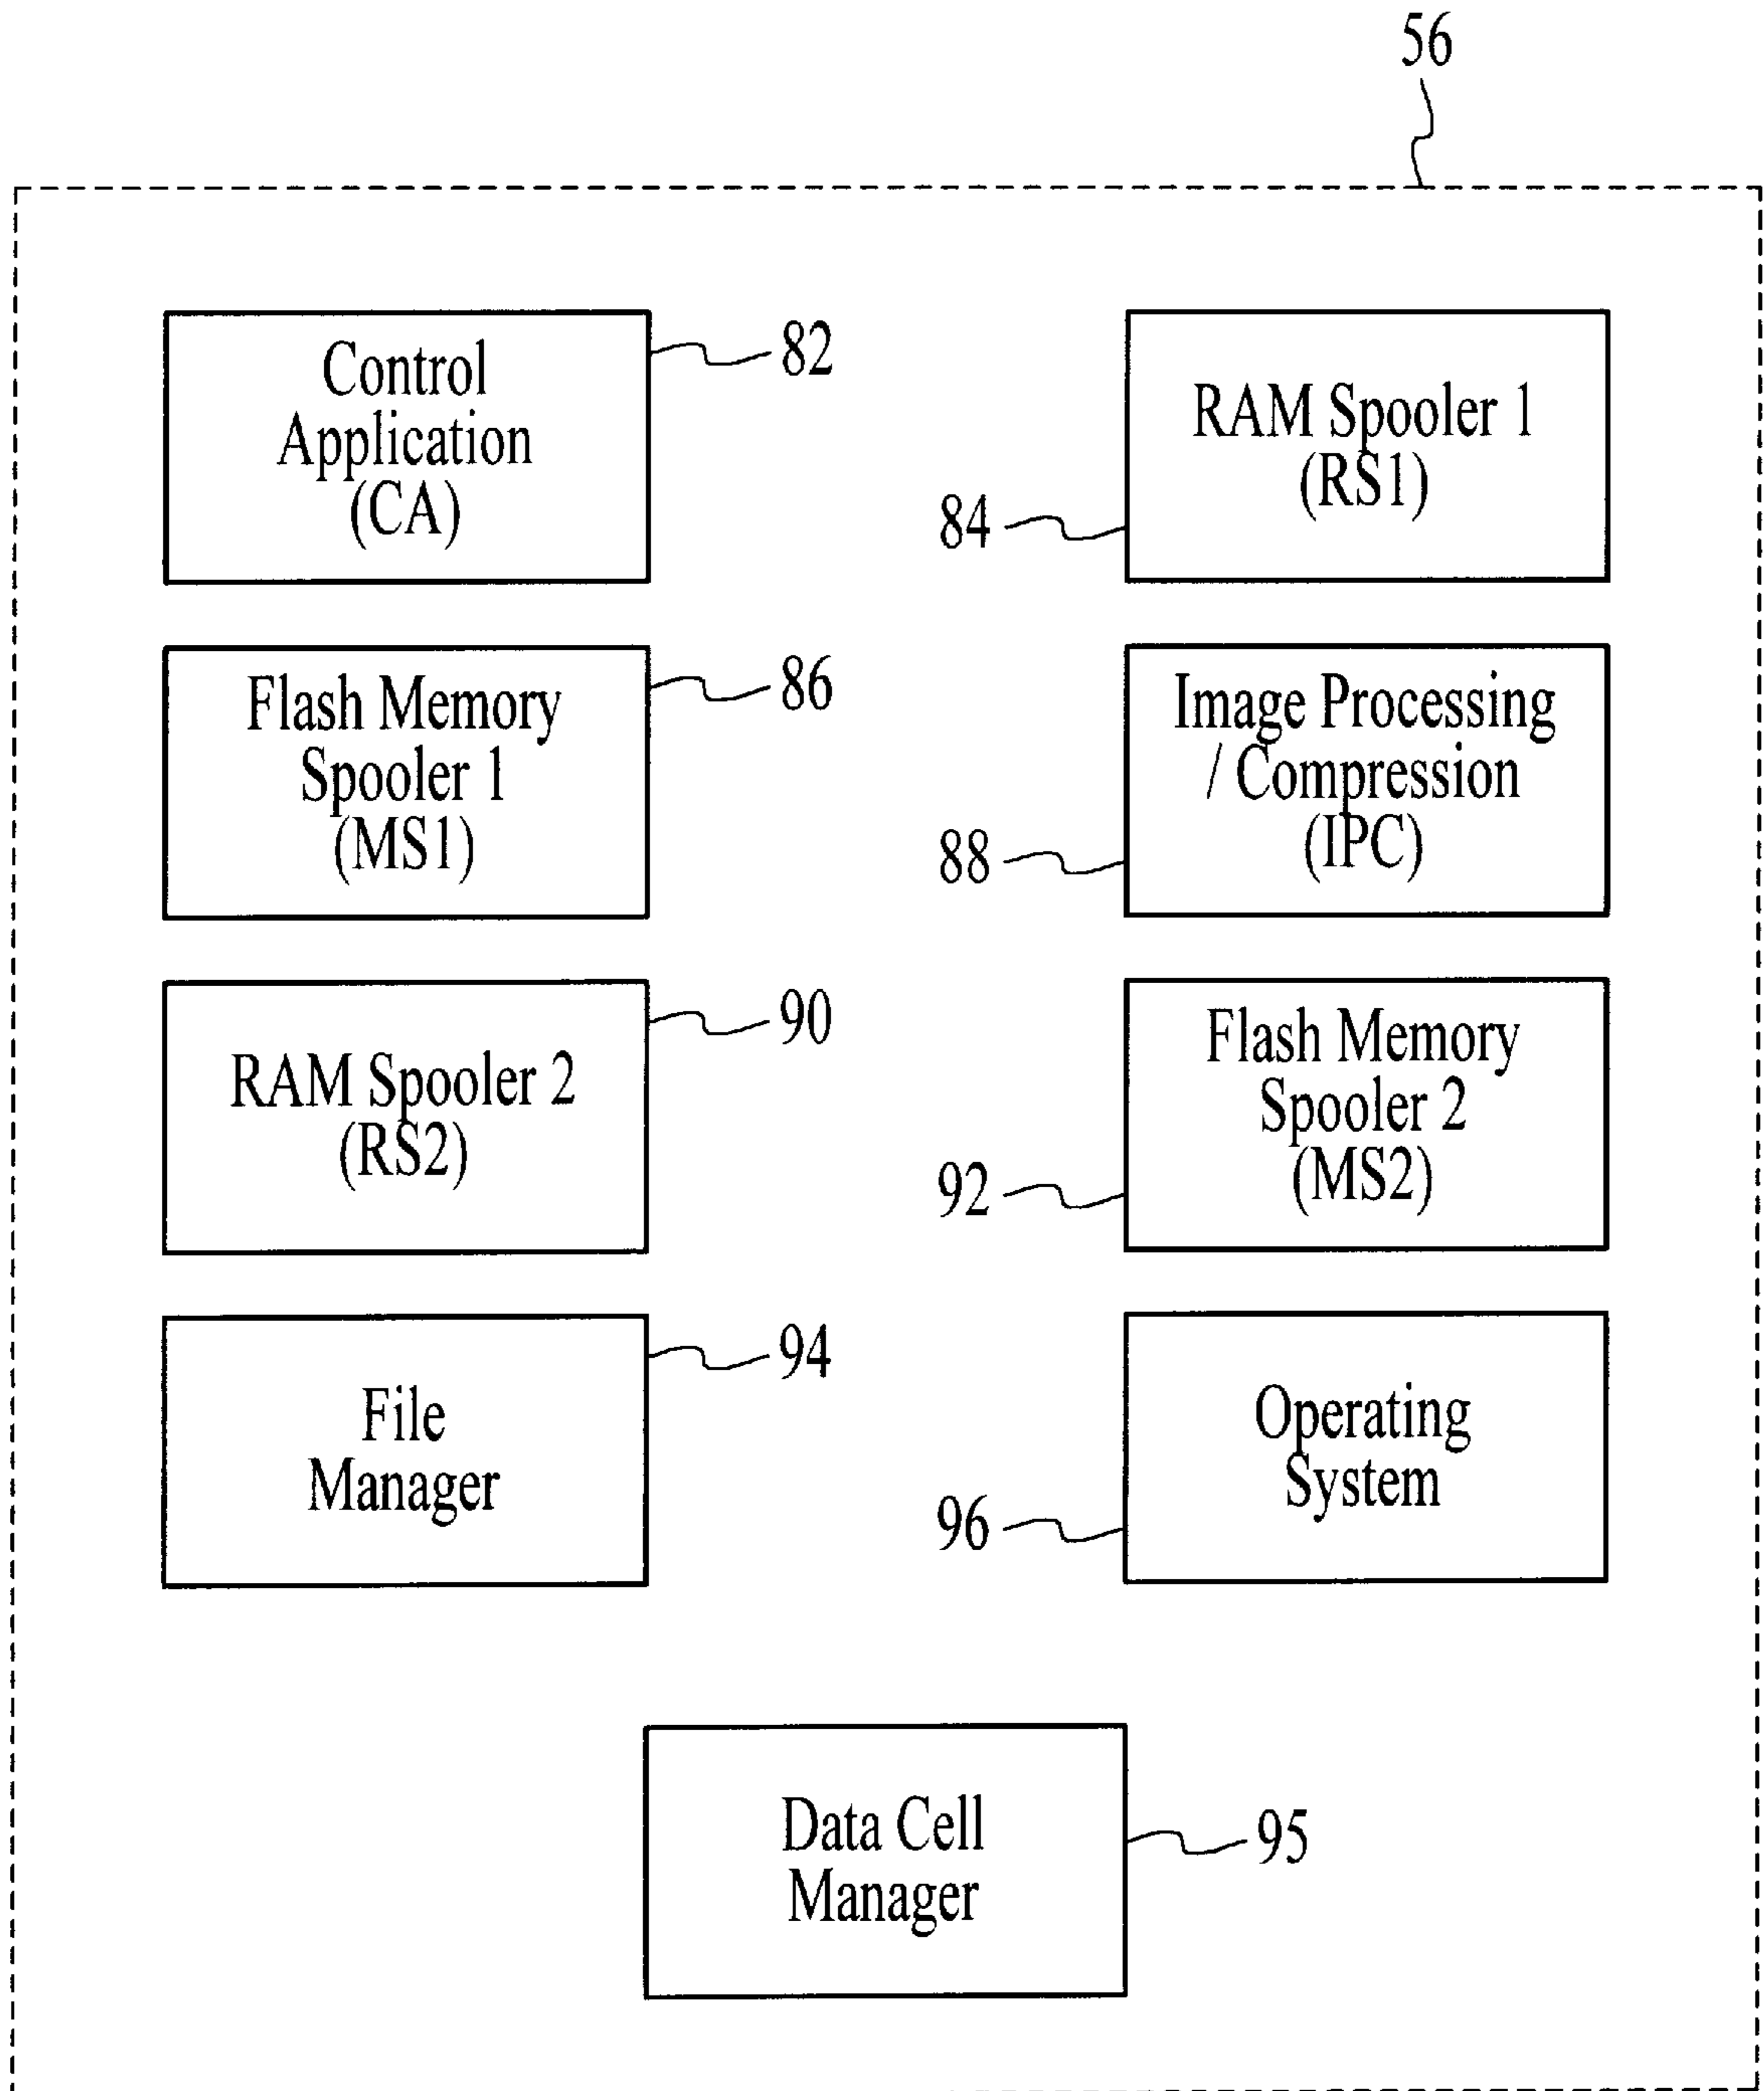 56
Control
Application
(CA)
82
RAM Spooler 1
(RS1)
84
Flash Memory
Spooler 1
(MS1)
86
Image Processing
/ Compression
(IPC)
88
RAM Spooler 2
(RS2)
90
Flash Memory
Spooler 2
(MS2)
92
File
Manager
94
Operating
System
96
Data Cell
Manager
95